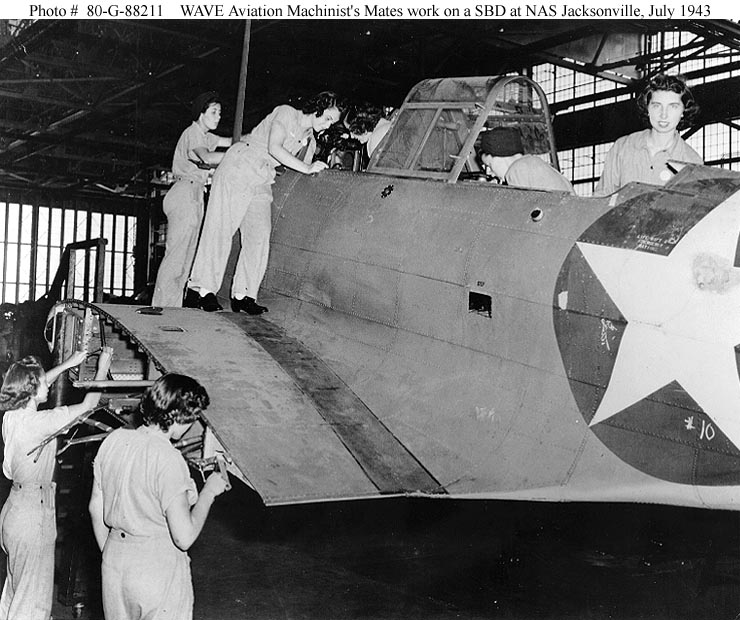 Photo # 80-G-88211 WAVE Aviation Machinist's Mates work on a SBD at NAS Jacksonville, July 1943
#10